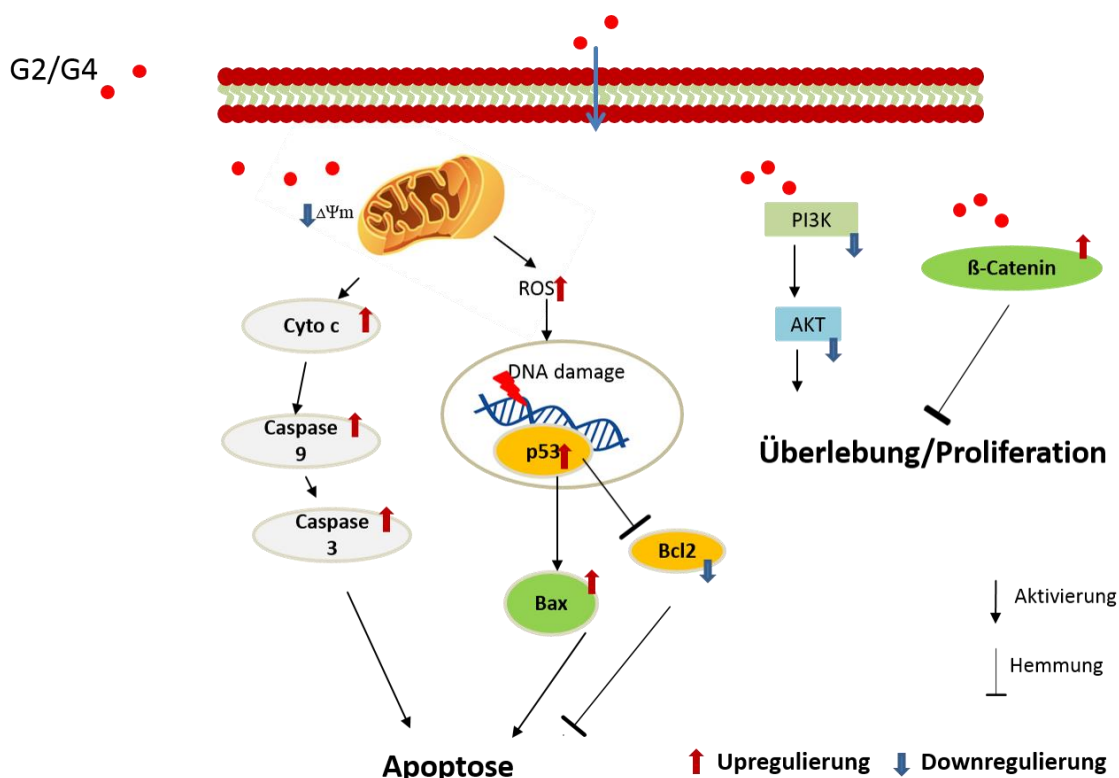 G2/G4
ΔΨm
ROS
Cyto c
Caspase
9
Caspase
3
DNA damage
p53
Bax
Bcl2
Apoptose
PI3K
AKT
ß-Catenin
Überlebung/Proliferation
Aktivierung
Hemmung
Upregulierung
Downregulierung